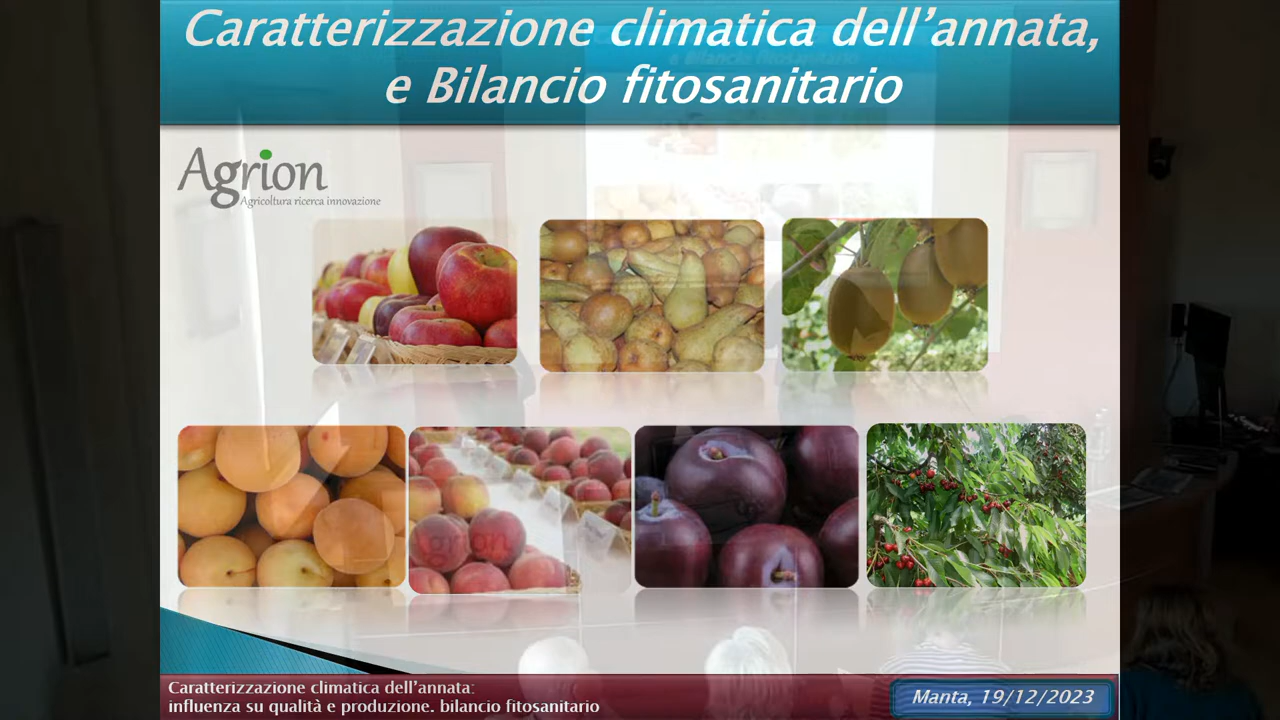 Caratterizzazione climatica dell'annata,
e Bilancio fitosanitario
Agrion
Agricoltura ricerca innovazione
Caratterizzazione climatica dell'annata:
influenza su qualità e produzione. bilancio fitosanitario
Manta, 19/12/2023